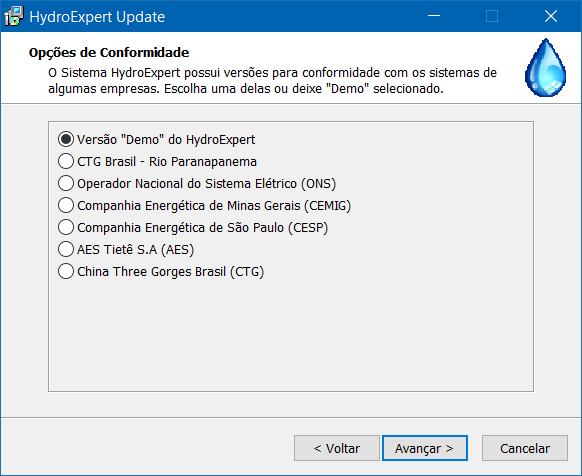 HydroExpert Update
Opções de Conformidade
O Sistema HydroExpert possui versões para conformidade com os sistemas de
algumas empresas. Escolha uma delas ou deixe "Demo" selecionado.
Versão "Demo" do HydroExpert
CTG Brasil - Rio Paranapanema
Operador Nacional do Sistema Elétrico (ONS)
Companhia Energética de Minas Gerais (CEMIG)
Companhia Energética de São Paulo (CESP)
AES Tietê S.A (AES)
China Three Gorges Brasil (CTG)
< Voltar
Avançar >
Cancelar